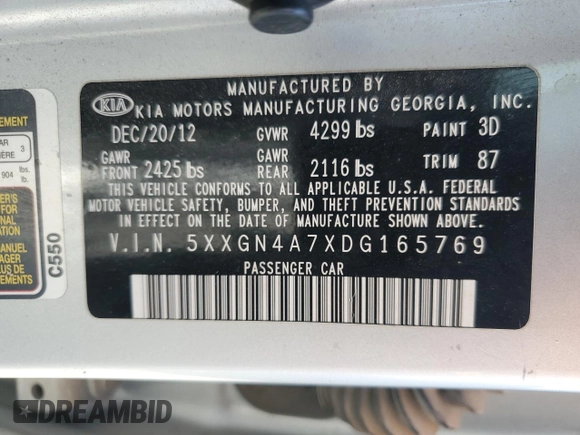 MANUFACTURED BY
KIA KIA MOTORS MANUFACTURING GEORGIA, INC.
DEC/20/12 GVWR 4299 lbs PAINT 3D
GAWR FRONT 2425 lbs GAWR REAR 2116 lbs TRIM 87
THIS VEHICLE CONFORMS TO ALL APPLICABLE U.S.A. FEDERAL
MOTOR VEHICLE SAFETY, BUMPER, AND THEFT PREVENTION STANDARDS
IN EFFECT ON THE DATE OF MANUFACTURE SHOWN ABOVE.
V.I.N. 5XXGN4A7XDG165769
PASSENGER CAR
C550
DREAMBID